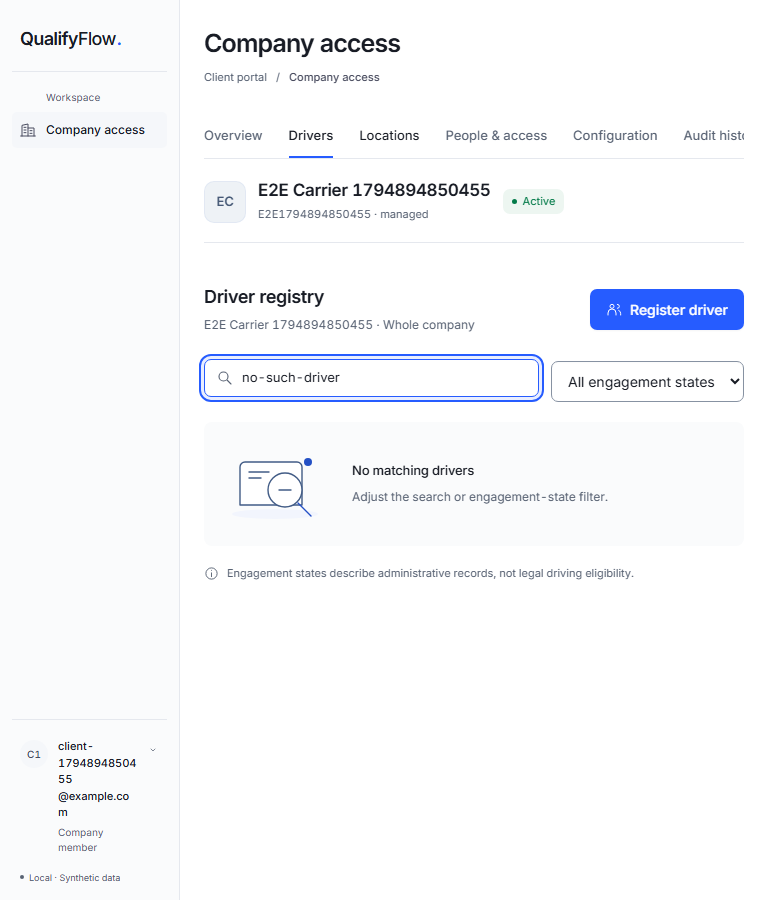 QualifyFlow.
Workspace
Company access
Company access
Client portal / Company access
Overview Drivers Locations People & access Configuration Audit histo
EC
E2E Carrier 1794894850455
Active
E2E1794894850455 · managed
Driver registry
E2E Carrier 1794894850455 · Whole company
Register driver
no-such-driver
All engagement states
No matching drivers
Adjust the search or engagement-state filter.
Engagement states describe administrative records, not legal driving eligibility.
C1
client-
17948948504
55
@example.co
m
Company
member
Local · Synthetic data